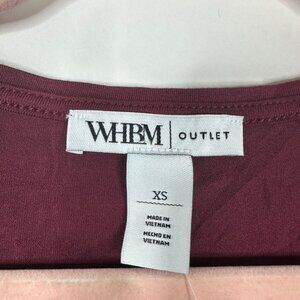 WHBM | OUTLET
XS
MADE IN
VIETNAM
HECHO EN
VIETNAM